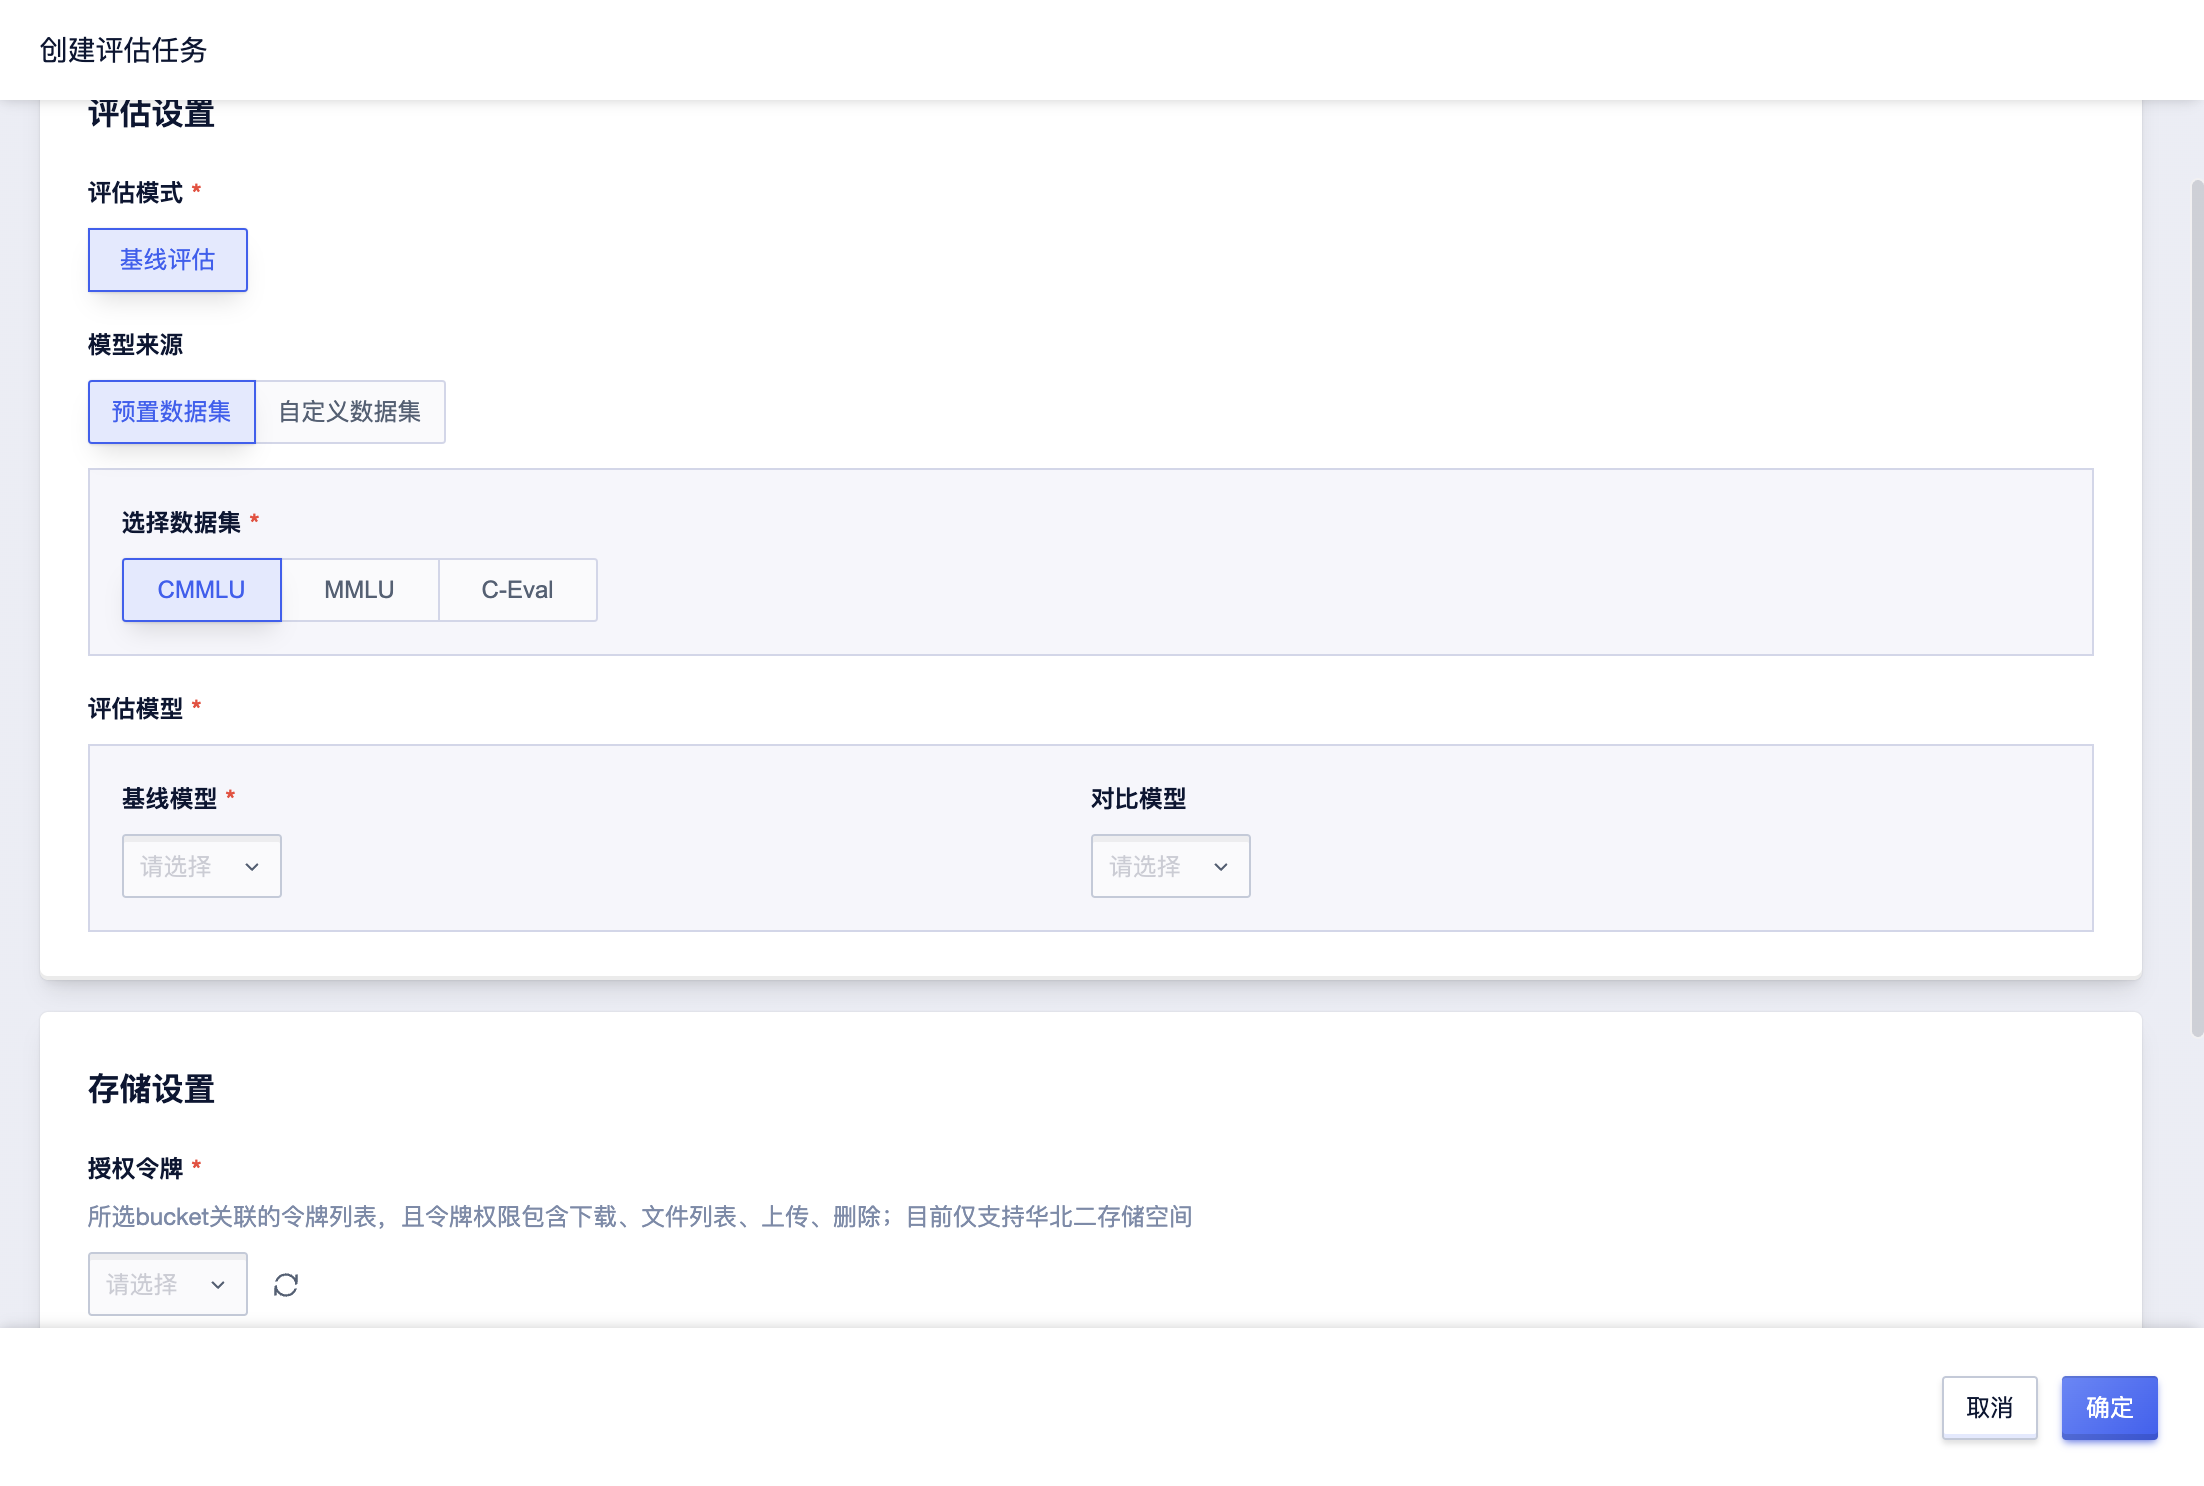 创建评估任务
评估设置
评估模式 *
基线评估
模型来源
预置数据集 自定义数据集
选择数据集 *
CMMLU MMLU C-Eval
评估模型 *
基线模型 * 对比模型
请选择 请选择
存储设置
授权令牌 *
所选bucket关联的令牌列表，且令牌权限包含下载、文件列表、上传、删除；目前仅支持华北二存储空间
请选择
取消 确定